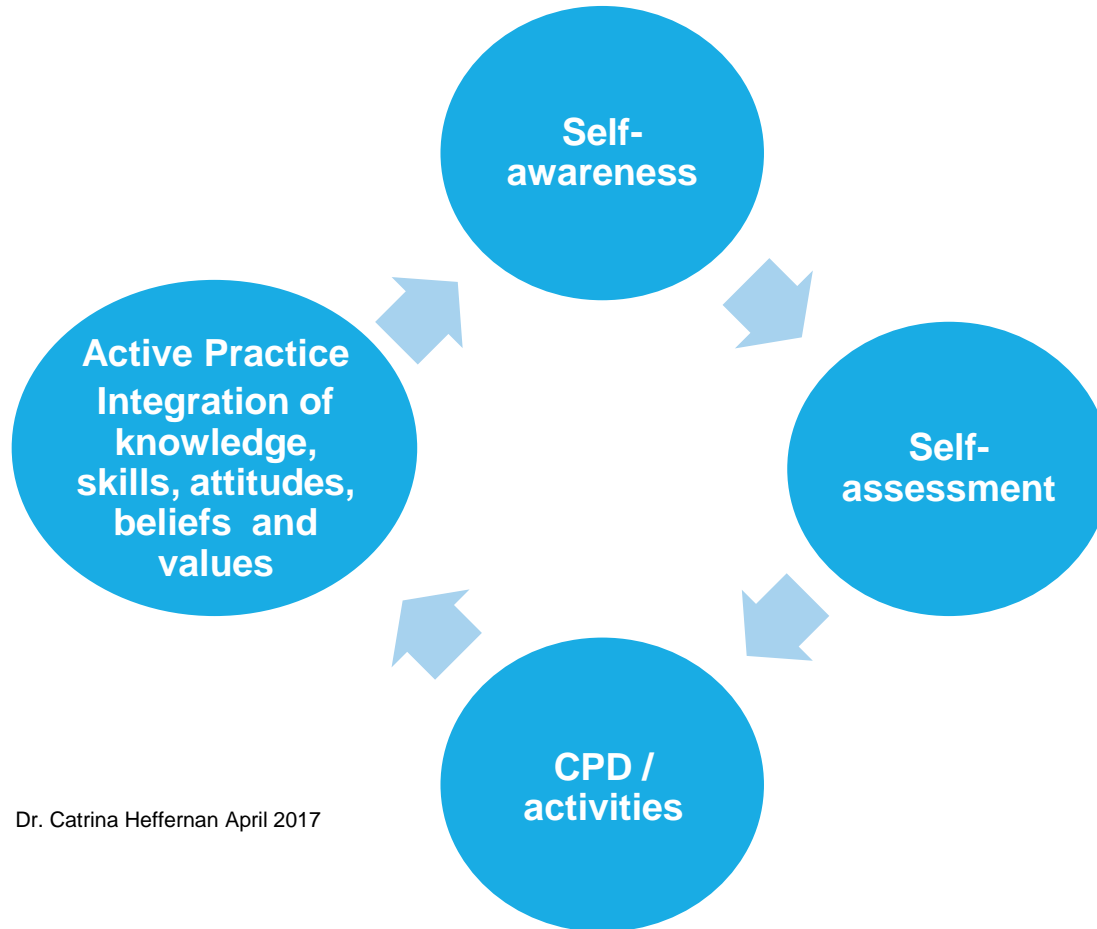 Self-
awareness
Active Practice
Integration of
knowledge,
skills, attitudes,
beliefs and
values
Self-
assessment
CPD /
activities
Dr. Catrina Heffernan April 2017